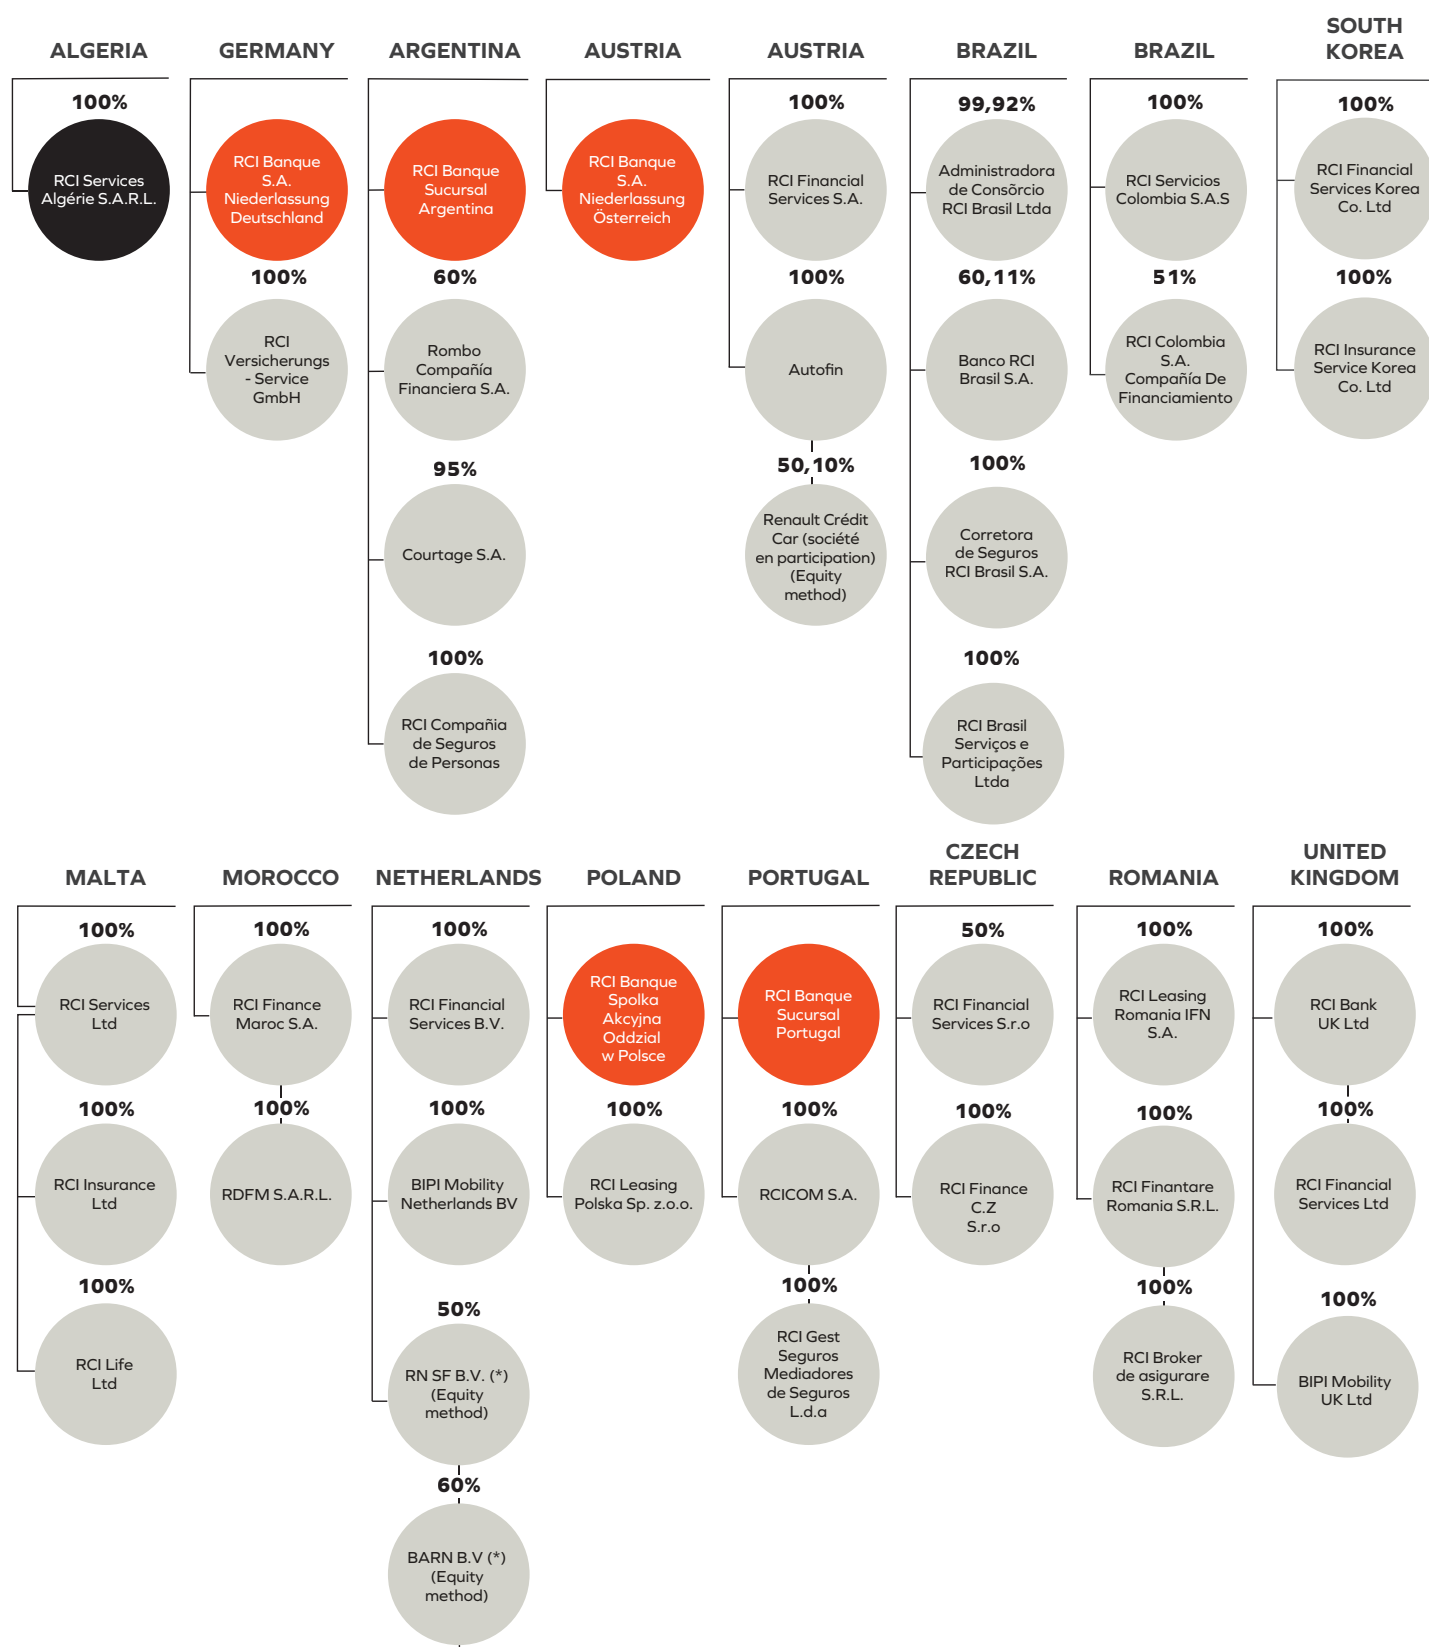 ALGERIA
100%
RCI Services
Algérie S.A.R.L.
GERMANY
RCI Banque
S.A.
Niederlassung
Deutschland
100%
RCI
Versicherungs
- Service
GmbH
ARGENTINA
RCI Banque
Sucursal
Argentina
60%
Rombo
Compañía
Financiera S.A.
95%
Courtage S.A.
100%
RCI Compañia
de Seguros
de Personas
AUSTRIA
RCI Banque
S.A.
Niederlassung
Österreich
AUSTRIA
100%
RCI Financial
Services S.A.
100%
Autofin
50,10%
Renault Crédit
Car (société
en participation)
(Equity
method)
BRAZIL
99,92%
Administradora
de Consõrcio
RCI Brasil Ltda
60,11%
Banco RCI
Brasil S.A.
100%
Corretora
de Seguros
RCI Brasil S.A.
100%
RCI Brasil
Serviços e
Participações
Ltda
BRAZIL
100%
RCI Servicios
Colombia S.A.S
51%
RCI Colombia
S.A.
Compañía De
Financiamiento
SOUTH
KOREA
100%
RCI Financial
Services Korea
Co. Ltd
100%
RCI Insurance
Service Korea
Co. Ltd
MALTA
100%
RCI Services
Ltd
100%
RCI Insurance
Ltd
100%
RCI Life
Ltd
MOROCCO
100%
RCI Finance
Maroc S.A.
100%
RDFM S.A.R.L.
NETHERLANDS
100%
RCI Financial
Services B.V.
100%
BIPI Mobility
Netherlands BV
50%
RN SF B.V. (*)
(Equity
method)
60%
BARN B.V (*)
(Equity
method)
POLAND
RCI Banque
Spolka
Akcyjna
Oddzial
w Polsce
100%
RCI Leasing
Polska Sp. z.o.o.
PORTUGAL
RCI Banque
Sucursal
Portugal
100%
RCICOM S.A.
100%
RCI Gest
Seguros
Mediadores
de Seguros
L.d.a
CZECH
REPUBLIC
50%
RCI Financial
Services S.r.o
100%
RCI Finance
C.Z
S.r.o
ROMANIA
100%
RCI Leasing
Romania IFN
S.A.
100%
RCI Finantare
Romania S.R.L.
100%
RCI Broker
de asigurare
S.R.L.
UNITED
KINGDOM
100%
RCI Bank
UK Ltd
100%
RCI Financial
Services Ltd
100%
BIPI Mobility
UK Ltd